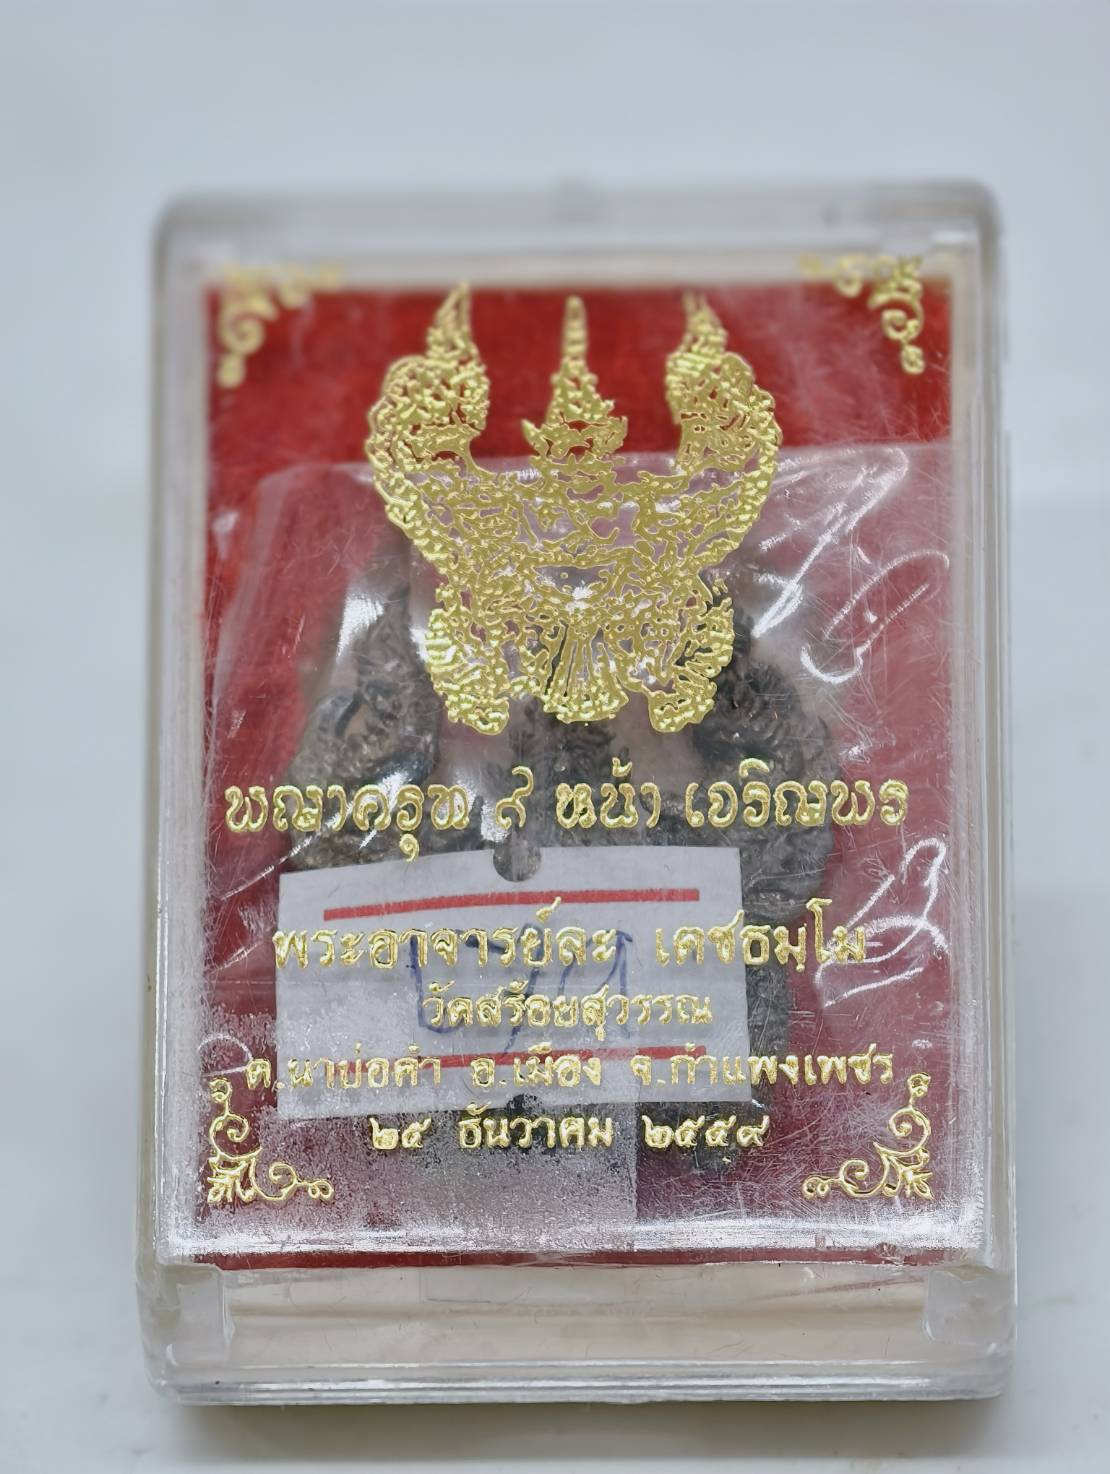 พญาครุฑ ๙ หน้า เจริญพร
พระอาจารย์ละ เตชธมฺโม
วัดสร้อยสุวรรณ
ต.นาบ่อคำ อ.เมือง จ.กำแพงเพชร
๒๕ ธันวาคม ๒๕๕๙